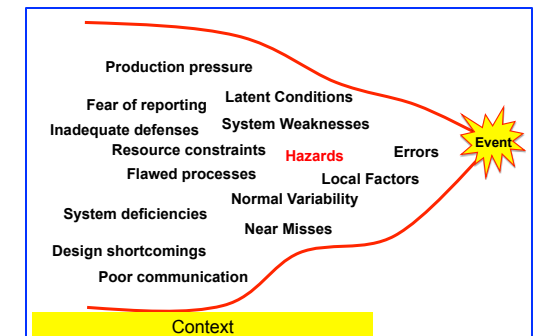 Production pressure
Latent Conditions
Fear of reporting
System Weaknesses
Inadequate defenses
Event
Resource constraints
Hazards
Errors
Flawed processes
Local Factors
Normal Variability
System deficiencies
Near Misses
Design shortcomings
Poor communication
Context